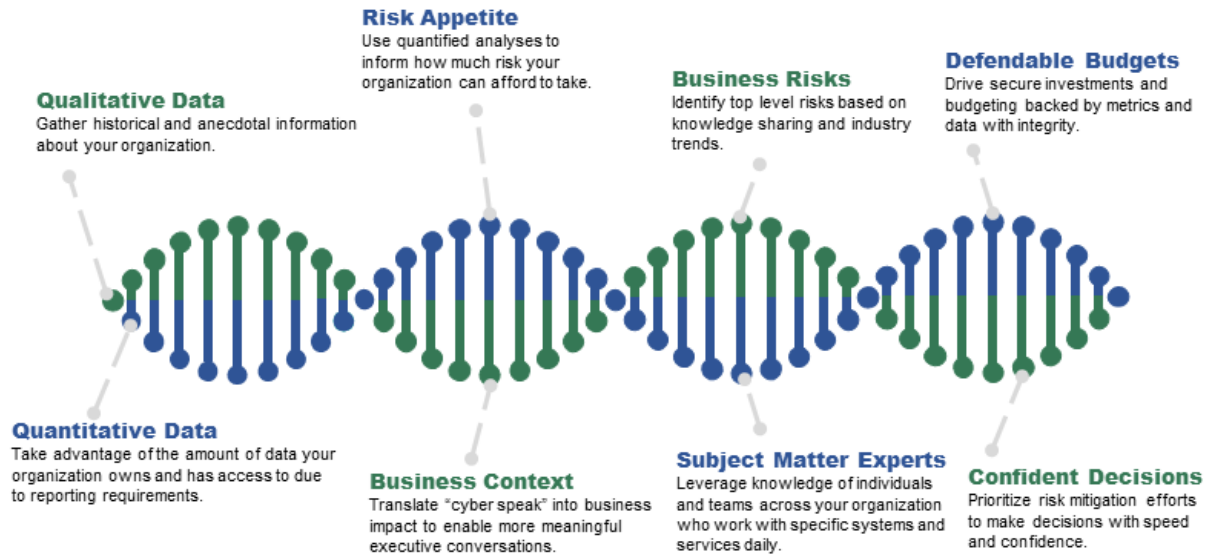 Risk Appetite
Use quantified analyses to
inform how much risk your
organization can afford to take.
Defendable Budgets
Drive secure investments and
budgeting backed by metrics and
data with integrity.
Business Risks
Identify top level risks based on
knowledge sharing and industry
trends.
Qualitative Data
Gather historical and anecdotal information
about your organization.
Quantitative Data
Take advantage of the amount of data your
organization owns and has access to due
to reporting requirements.
Business Context
Translate “cyber speak” into business
impact to enable more meaningful
executive conversations.
Subject Matter Experts
Leverage knowledge of individuals
and teams across your organization
who work with specific systems and
services daily.
Confident Decisions
Prioritize risk mitigation efforts
to make decisions with speed
and confidence.